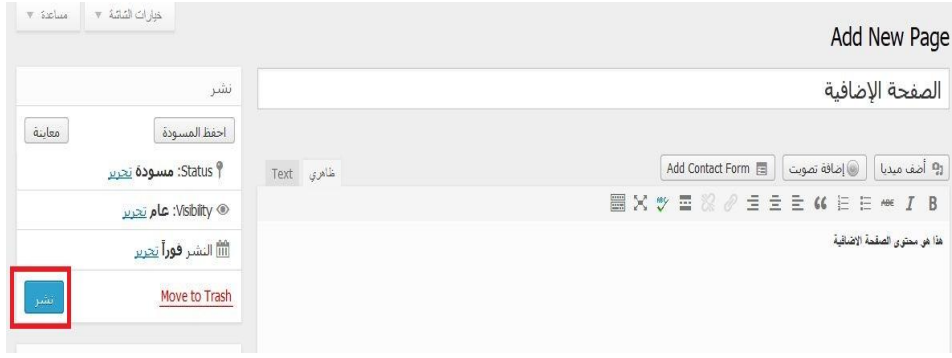 خيارات الشاشة
مساعدة
Add New Page
الصفحة الإضافية
أضف ميديا
إضافة تصويت
Add Contact Form
ظاهري
Text
B I ABC
هذا هو محتوى الصفحة الاضافية
نشر
احفظ المسودة
معاينة
Status: مسودة تحرير
Visibility: عام تحرير
النشر فوراً تحرير
Move to Trash
نشر